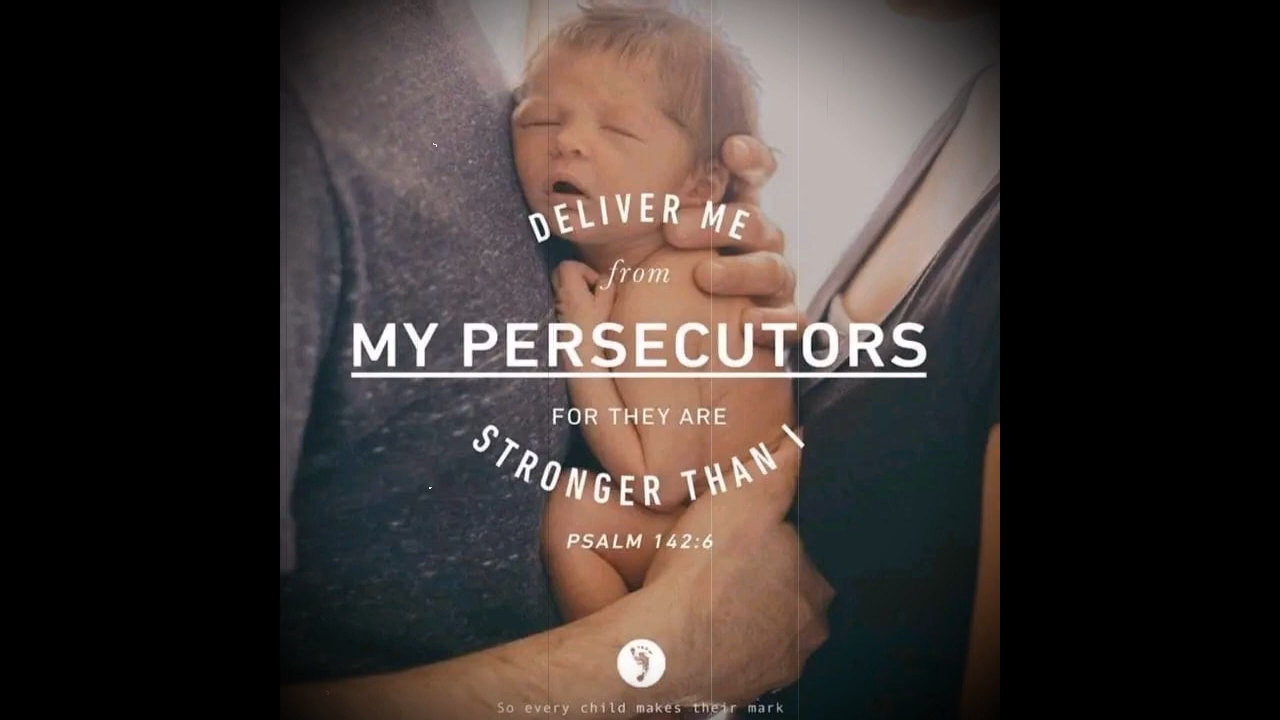 DELIVER ME
from
MY PERSECUTORS
FOR THEY ARE
STRONGER THAN I
PSALM 142:6
So every child makes their mark